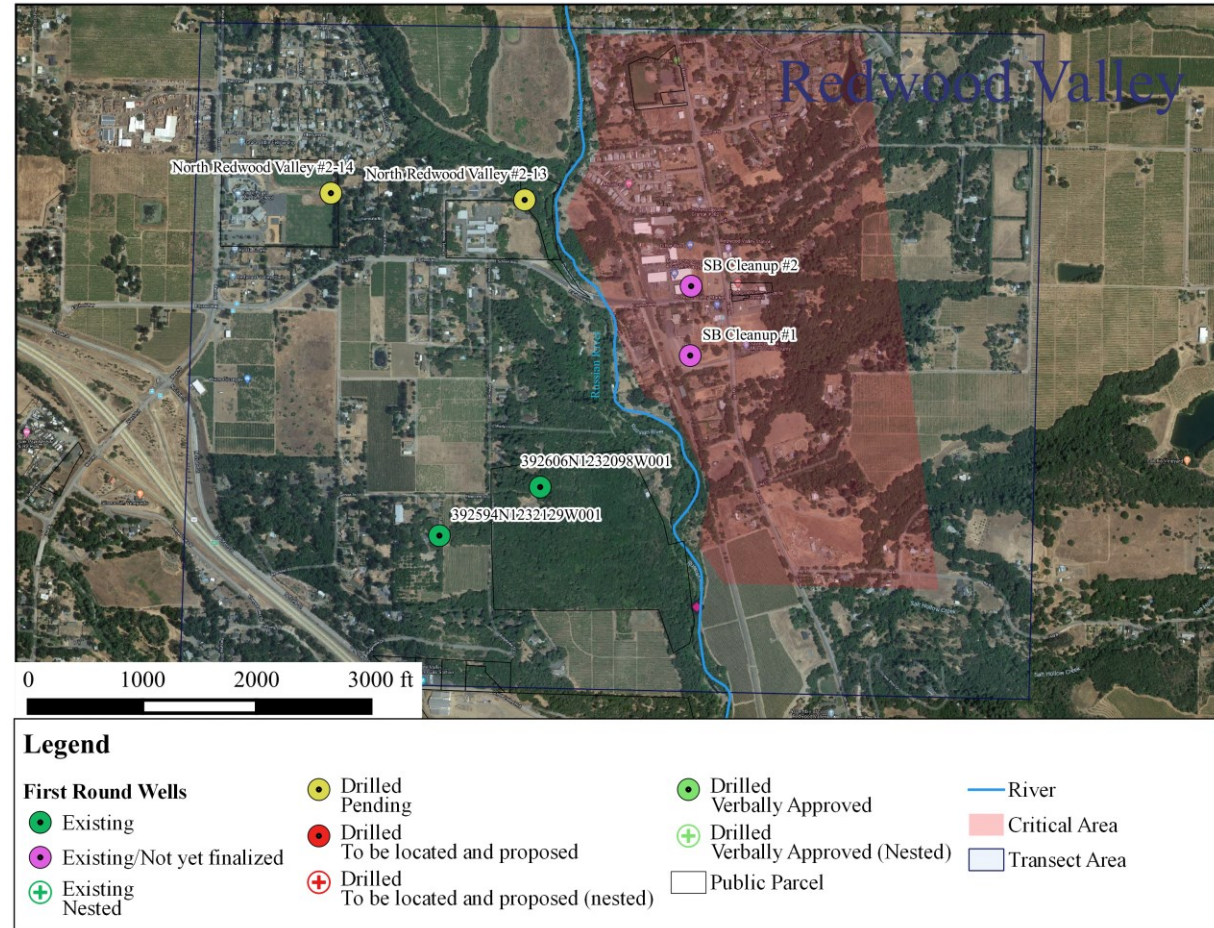 Redwood Valley
North Redwood Valley #2-14
North Redwood Valley #2-13
SB Cleanup #2
SB Cleanup #1
Russian River
392606N1232098W001
392594N1232129W001
0 1000 2000 3000 ft
Legend
First Round Wells
Existing
Existing/Not yet finalized
Existing
Nested
Drilled
Pending
Drilled
To be located and proposed
Drilled
To be located and proposed (nested)
Drilled
Verbally Approved
Drilled
Verbally Approved (Nested)
Public Parcel
River
Critical Area
Transect Area